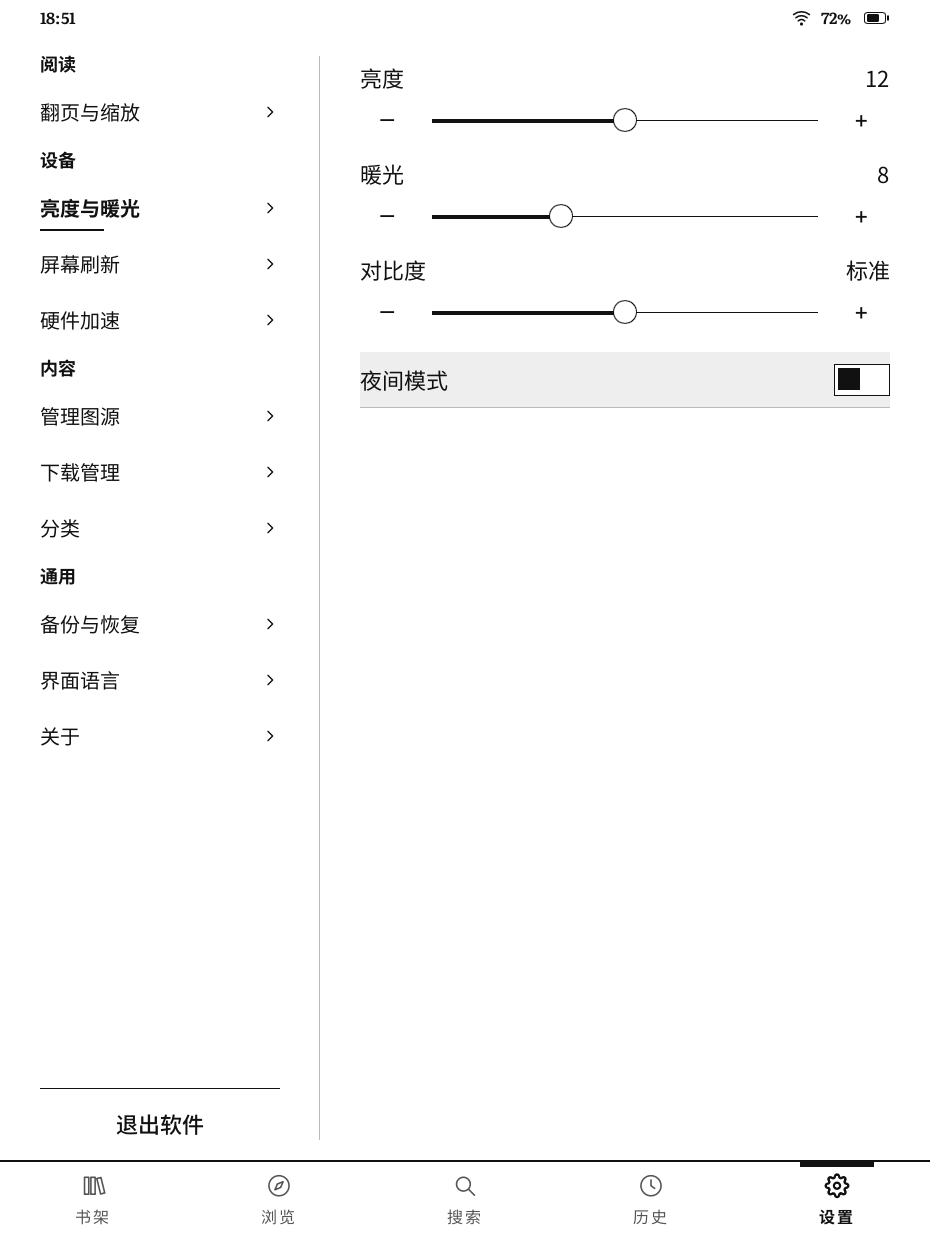 18:51
72%
阅读
翻页与缩放
设备
亮度与暖光
屏幕刷新
硬件加速
内容
管理图源
下载管理
分类
通用
备份与恢复
界面语言
关于
退出软件
亮度 12
− +
暖光 8
− +
对比度 标准
− +
夜间模式
书架 浏览 搜索 历史 设置